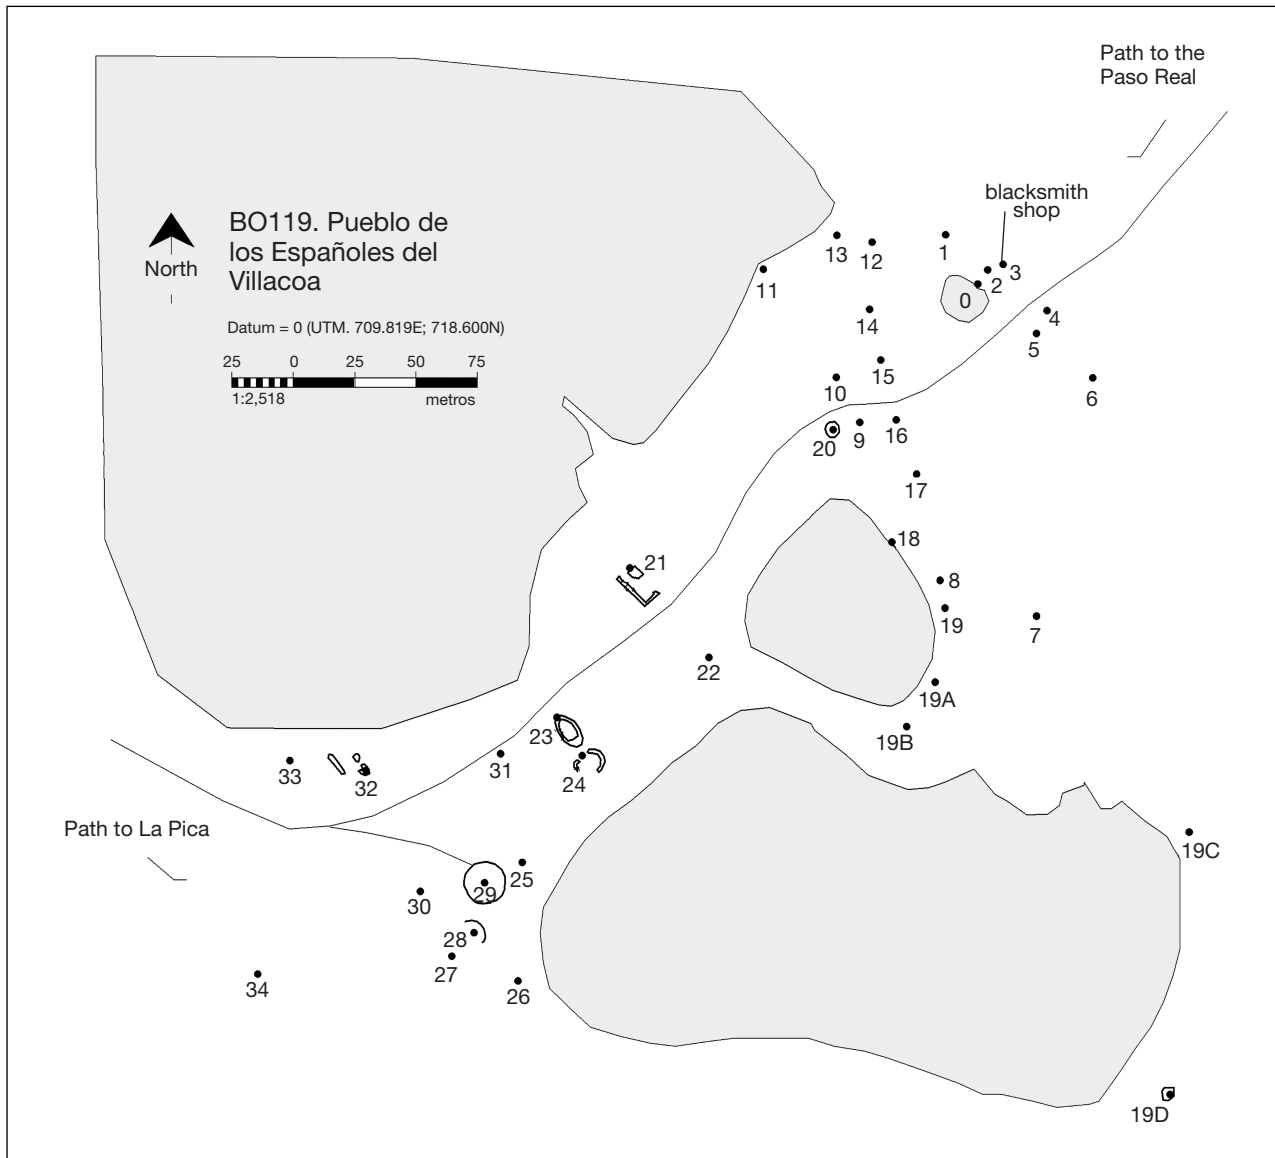 Path to the
Paso Real
blacksmith
shop
BO119. Pueblo de
los Españoles del
Villacoa
North
Datum = 0 (UTM. 709.819E; 718.600N)
25 0 25 50 75
1:2,518 metros
13
12
1
3
2
11
0
4
14
5
15
10
6
20
9
16
17
18
21
8
19
7
22
19A
23
19B
31
24
33
32
Path to La Pica
19C
25
29
30
28
27
34
26
19D